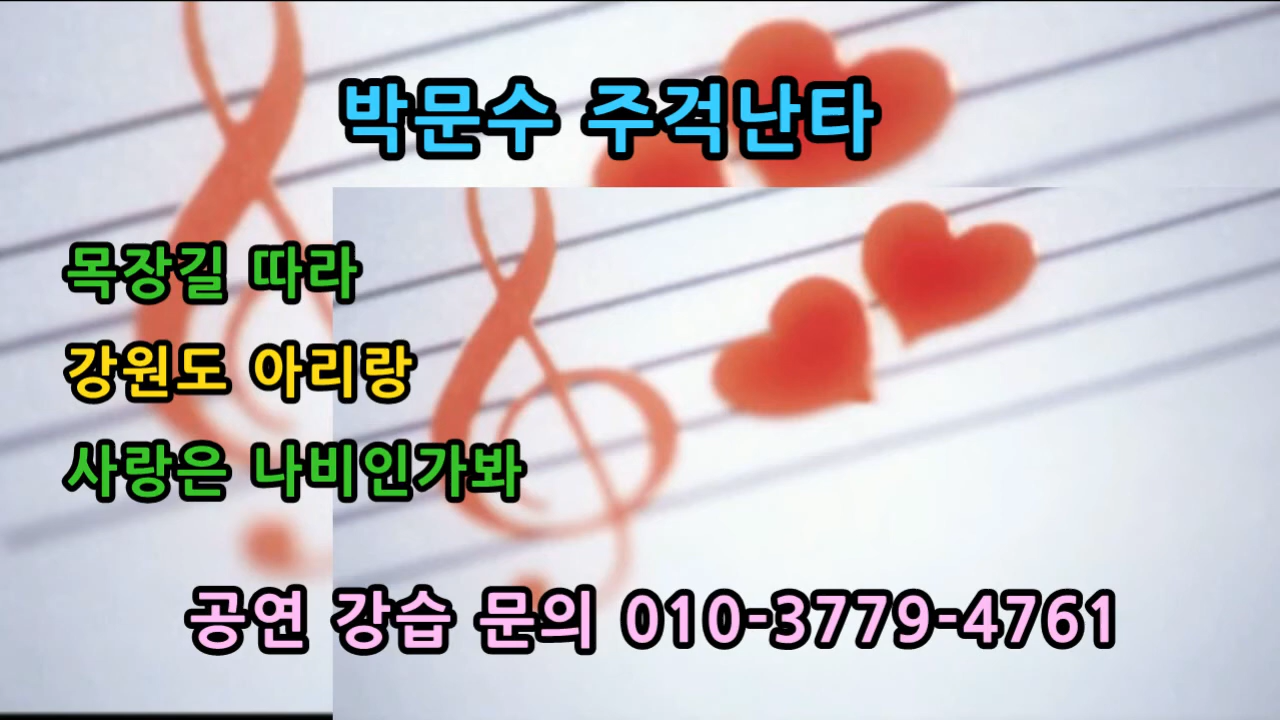 박문수 주걱난타
목장길 따라
강원도 아리랑
사랑은 나비인가봐
공연 강습 문의 010-3779-4761